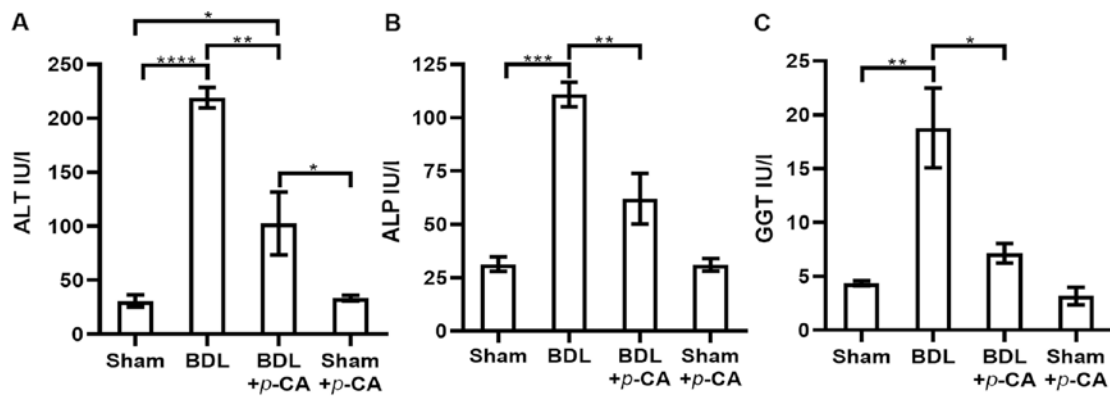 A
*
**
****
*
ALT IU/I
250
200
150
100
50
0
Sham
BDL
BDL
+p-CA
Sham
+p-CA
B
***
**
ALP IU/I
125
100
75
50
25
0
Sham
BDL
BDL
+p-CA
Sham
+p-CA
C
**
*
GGT IU/I
25
20
15
10
5
0
Sham
BDL
BDL
+p-CA
Sham
+p-CA